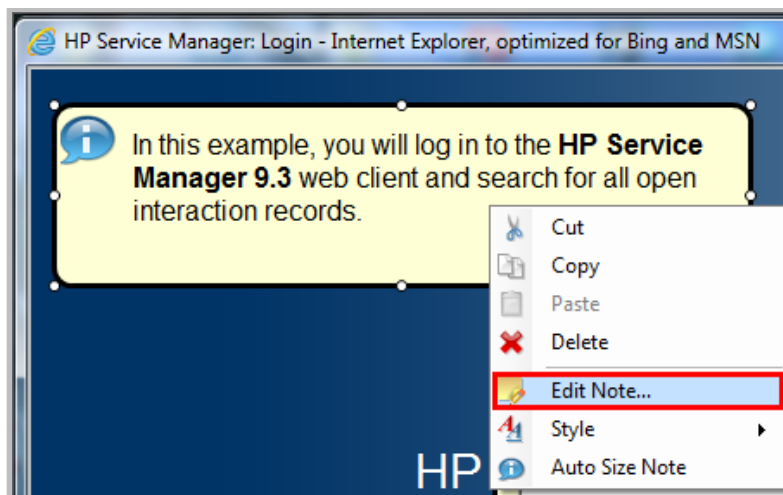 HP Service Manager: Login - Internet Explorer, optimized for Bing and MSN
In this example, you will log in to the HP Service
Manager 9.3 web client and search for all open
interaction records.
Cut
Copy
Paste
Delete
Edit Note...
Style
Auto Size Note
HP